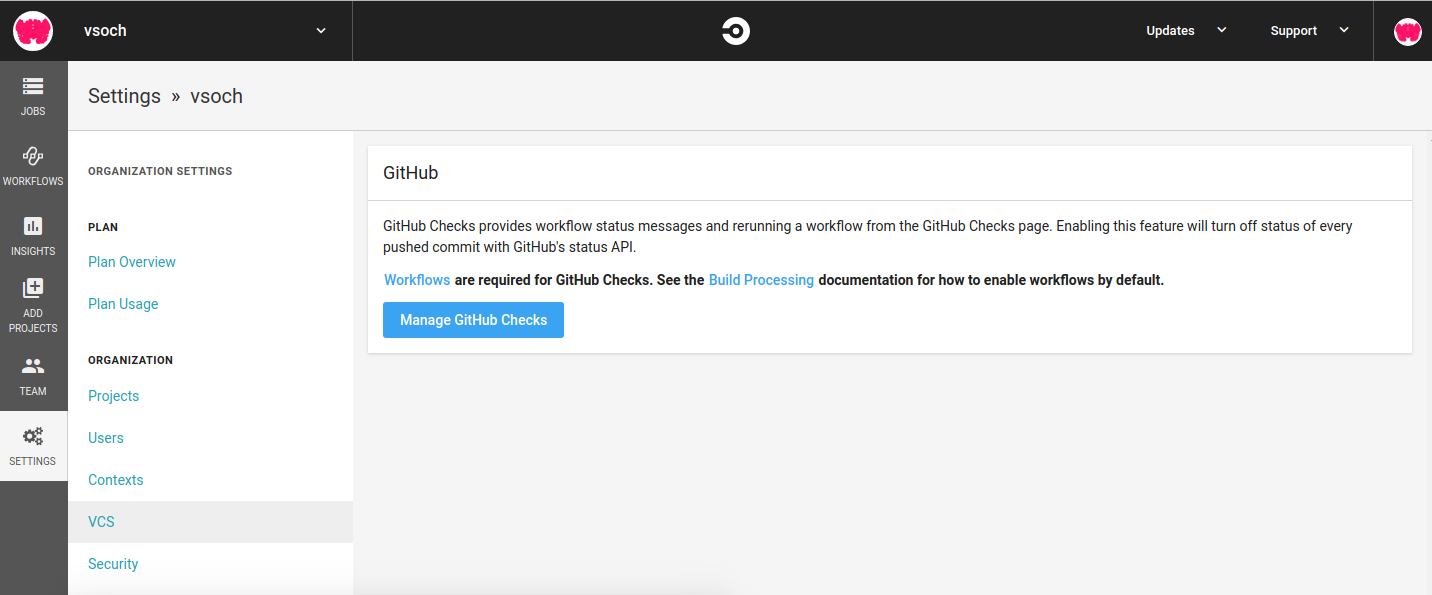 vsoch
Updates
Support
JOBS
WORKFLOWS
INSIGHTS
ADD
PROJECTS
TEAM
SETTINGS
Settings » vsoch
ORGANIZATION SETTINGS
PLAN
Plan Overview
Plan Usage
ORGANIZATION
Projects
Users
Contexts
VCS
Security
GitHub
GitHub Checks provides workflow status messages and rerunning a workflow from the GitHub Checks page. Enabling this feature will turn off status of every
pushed commit with GitHub's status API.
Workflows are required for GitHub Checks. See the Build Processing documentation for how to enable workflows by default.
Manage GitHub Checks